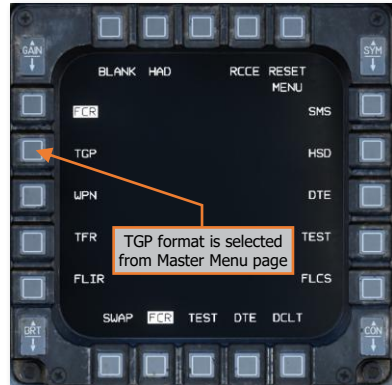 GAIN
SYM
BLANK HAD RCCE RESET
MENU
FCR SMS
TGP HSD
WPN DTE
TFR TEST
FLIR FLCS
TGP format is selected
from Master Menu page
SWAP FCR TEST DTE DCLT
BRT
CON